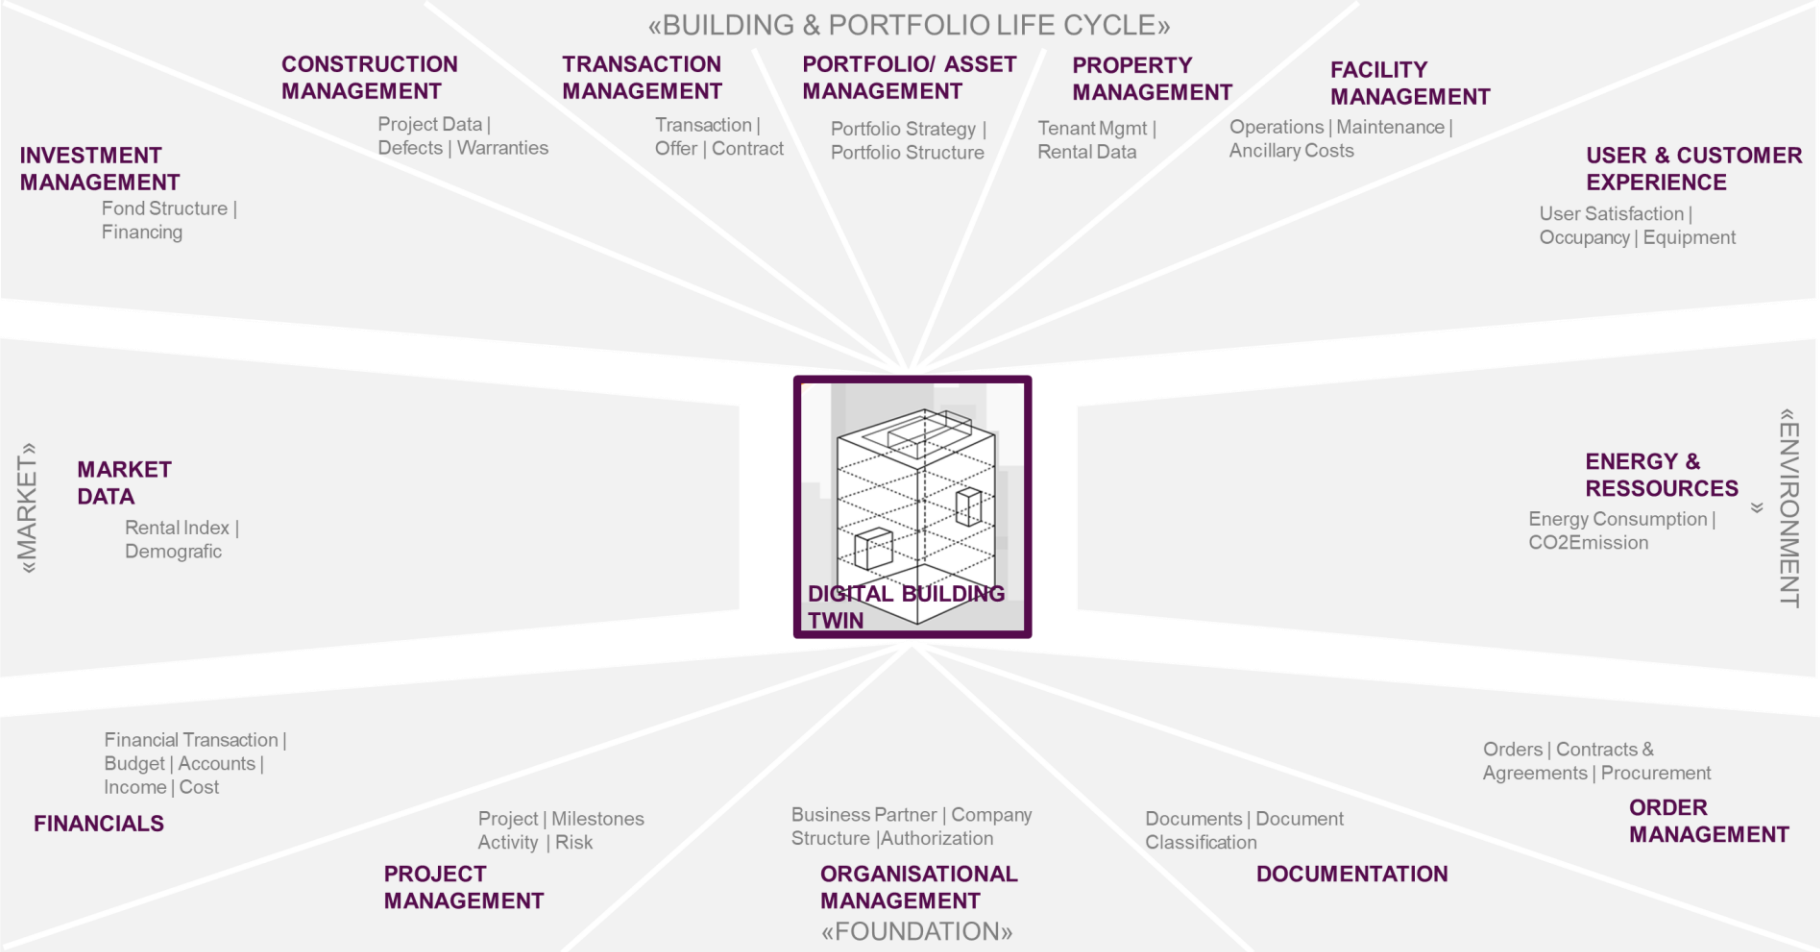 «BUILDING & PORTFOLIO LIFE CYCLE»
INVESTMENT
MANAGEMENT
Fond Structure |
Financing
CONSTRUCTION
MANAGEMENT
Project Data |
Defects | Warranties
TRANSACTION
MANAGEMENT
Transaction |
Offer | Contract
PORTFOLIO/ ASSET
MANAGEMENT
Portfolio Strategy |
Portfolio Structure
PROPERTY
MANAGEMENT
Tenant Mgmt |
Rental Data
FACILITY
MANAGEMENT
Operations | Maintenance |
Ancillary Costs
USER & CUSTOMER
EXPERIENCE
User Satisfaction |
Occupancy | Equipment
«MARKET»
MARKET
DATA
Rental Index |
Demografic
DIGITAL BUILDING
TWIN
ENERGY &
RESSOURCES
Energy Consumption |
CO2Emission
«ENVIRONMENT
»
Financial Transaction |
Budget | Accounts |
Income | Cost
FINANCIALS
Project | Milestones
Activity | Risk
PROJECT
MANAGEMENT
Business Partner | Company
Structure |Authorization
ORGANISATIONAL
MANAGEMENT
Documents | Document
Classification
DOCUMENTATION
Orders | Contracts &
Agreements | Procurement
ORDER
MANAGEMENT
«FOUNDATION»